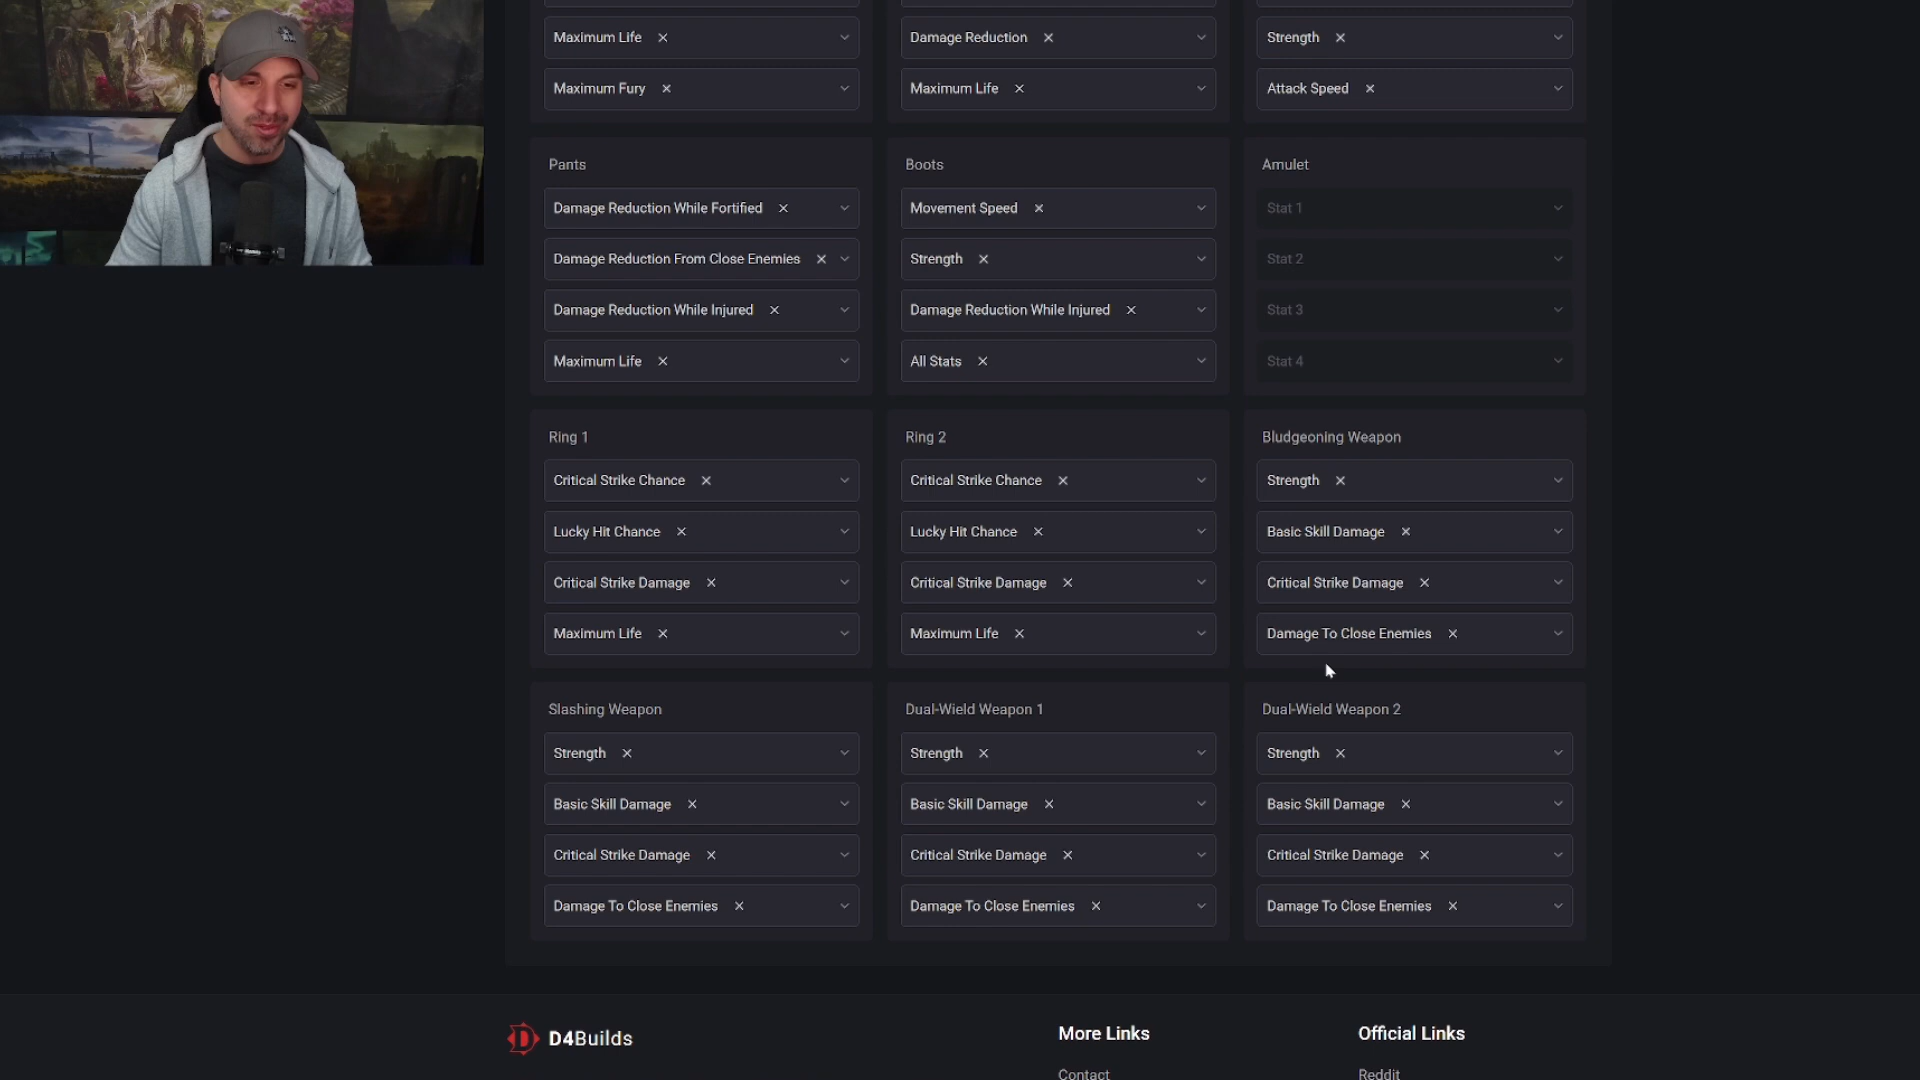 Maximum Life
Damage Reduction
Strength
Maximum Fury
Maximum Life
Attack Speed
Pants
Damage Reduction While Fortified
Damage Reduction From Close Enemies
Damage Reduction While Injured
Maximum Life
Boots
Movement Speed
Strength
Damage Reduction While Injured
All Stats
Amulet
Stat 1
Stat 2
Stat 3
Stat 4
Ring 1
Critical Strike Chance
Lucky Hit Chance
Critical Strike Damage
Maximum Life
Ring 2
Critical Strike Chance
Lucky Hit Chance
Critical Strike Damage
Maximum Life
Bludgeoning Weapon
Strength
Basic Skill Damage
Critical Strike Damage
Damage To Close Enemies
Slashing Weapon
Strength
Basic Skill Damage
Critical Strike Damage
Damage To Close Enemies
Dual-Wield Weapon 1
Strength
Basic Skill Damage
Critical Strike Damage
Damage To Close Enemies
Dual-Wield Weapon 2
Strength
Basic Skill Damage
Critical Strike Damage
Damage To Close Enemies
D4Builds
More Links
Contact
Official Links
Reddit